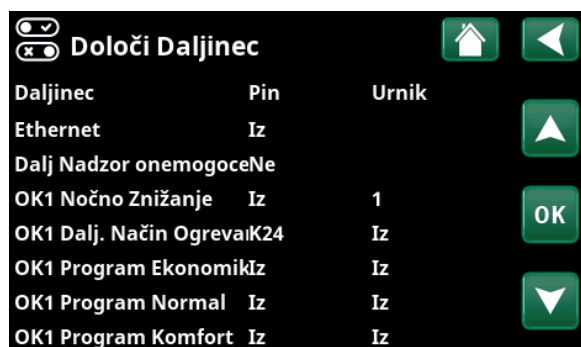 Določi Daljinec
Daljinec Pin Urnik
Ethernet Iz
Dalj Nadzor onemogoceNe
OK1 Nočno Znižanje Iz 1
OK
OK1 Dalj. Način OgrevaK24 Iz
OK1 Program EkonomikIz Iz
OK1 Program Normal Iz Iz
OK1 Program Komfort Iz Iz